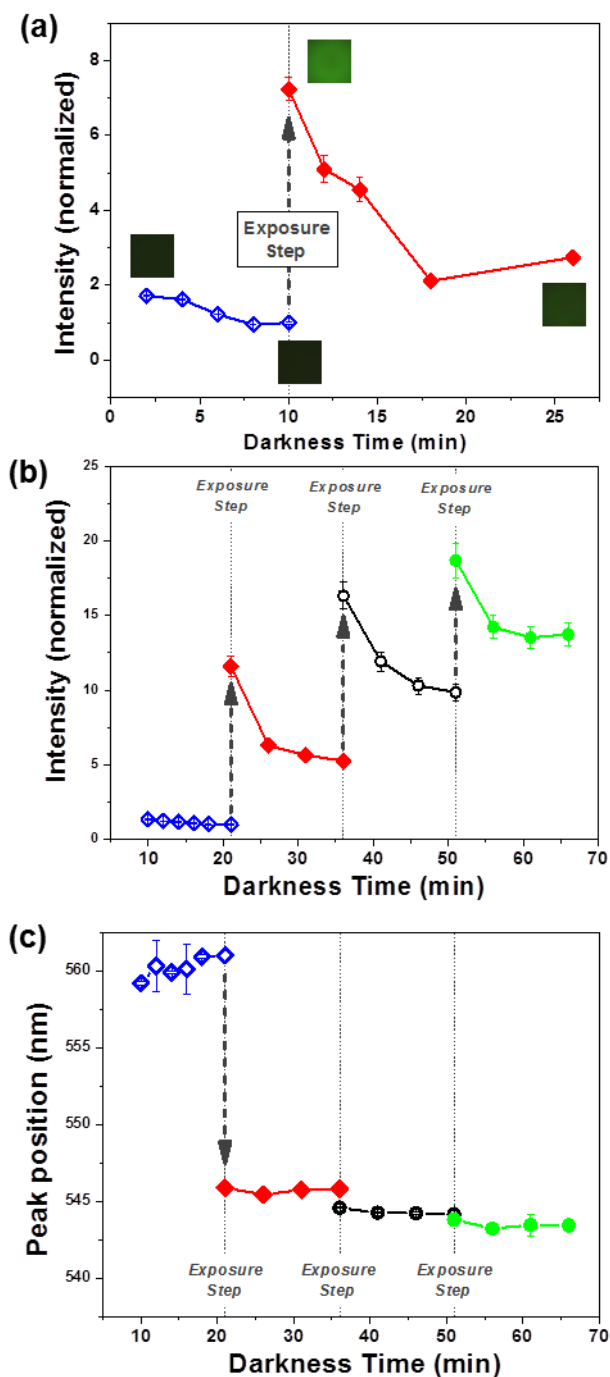 (a)
Intensity (normalized)
8
6
4
2
0
Exposure
Step
0
5
10
15
20
25
Darkness Time (min)
(b)
Intensity (normalized)
25
20
15
10
5
0
Exposure
Step
Exposure
Step
Exposure
Step
10
20
30
40
50
60
70
Darkness Time (min)
(c)
Peak position (nm)
560
555
550
545
540
Exposure
Step
Exposure
Step
Exposure
Step
10
20
30
40
50
60
70
Darkness Time (min)